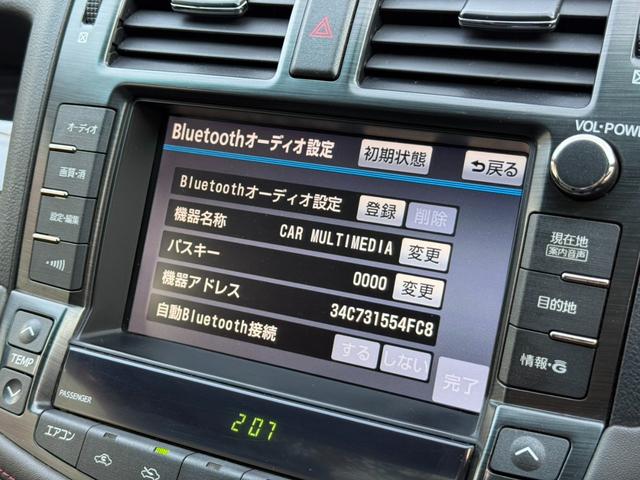 VOL・POWER
オーディオ
画質・消
設定・編集
Bluetoothオーディオ設定 初期状態 戻る
Bluetoothオーディオ設定 登録 削除
機器名称 CAR MULTIMEDIA 変更
パスキー 0000 変更
機器アドレス 34C731554FC8
自動Bluetooth接続 する しない
完了
現在地
案内音声
目的地
情報・G
TEMP
PASSENGER
2:07
エアコン